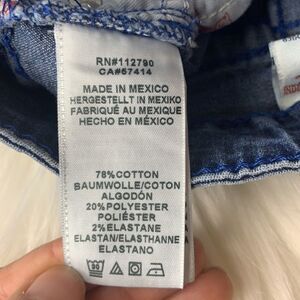 RN#112790
CA#57414
MADE IN MEXICO
HERGESTELLT IN MEXIKO
FABRIQUÉ AU MEXIQUE
HECHO EN MÉXICO
78%COTTON
BAUMWOLLE/COTON
ALGODÓN
20%POLYESTER
POLIÉSTER
2%ELASTANE
ELASTAN/ELASTHANNE
ELASTANO